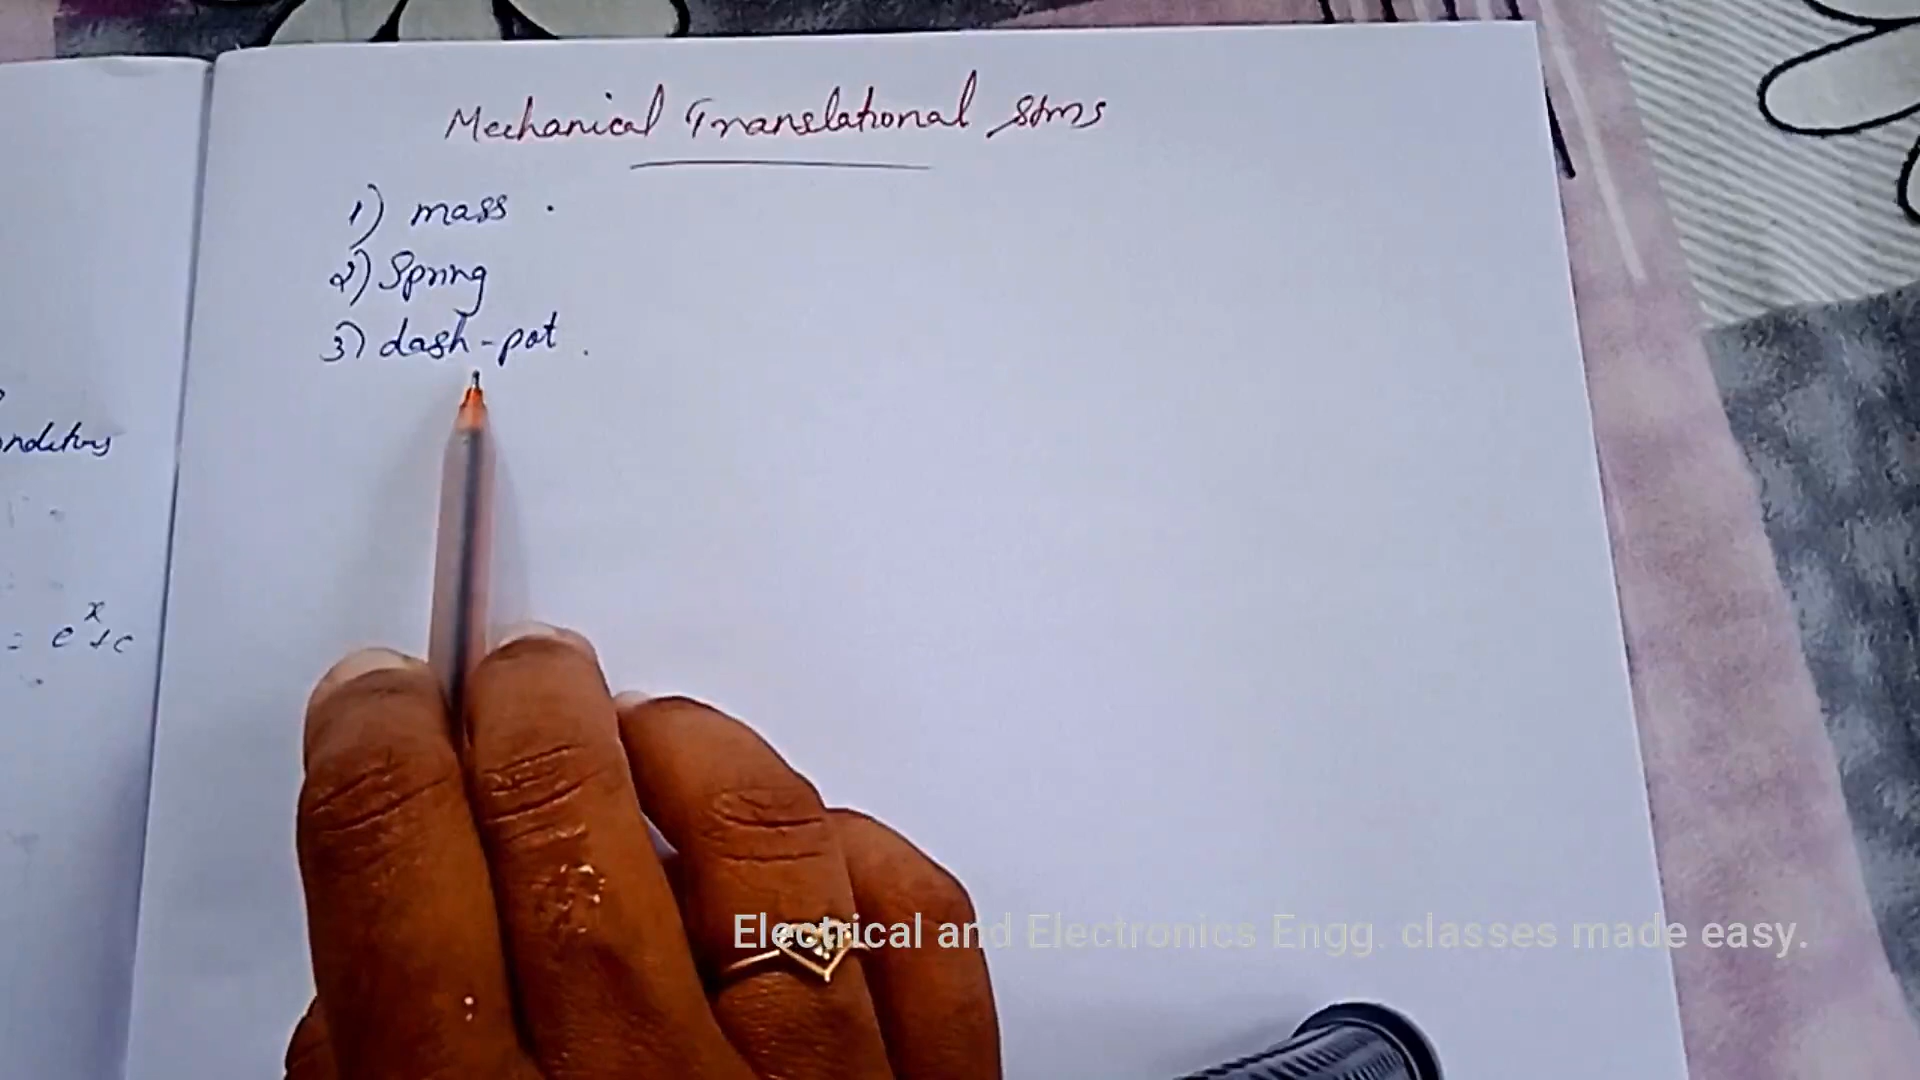 Mechanical Translational Stms
1) mass .
2) Spring
3) dash-pot .
= e^x + c
Electrical and Electronics Engg. classes made easy.